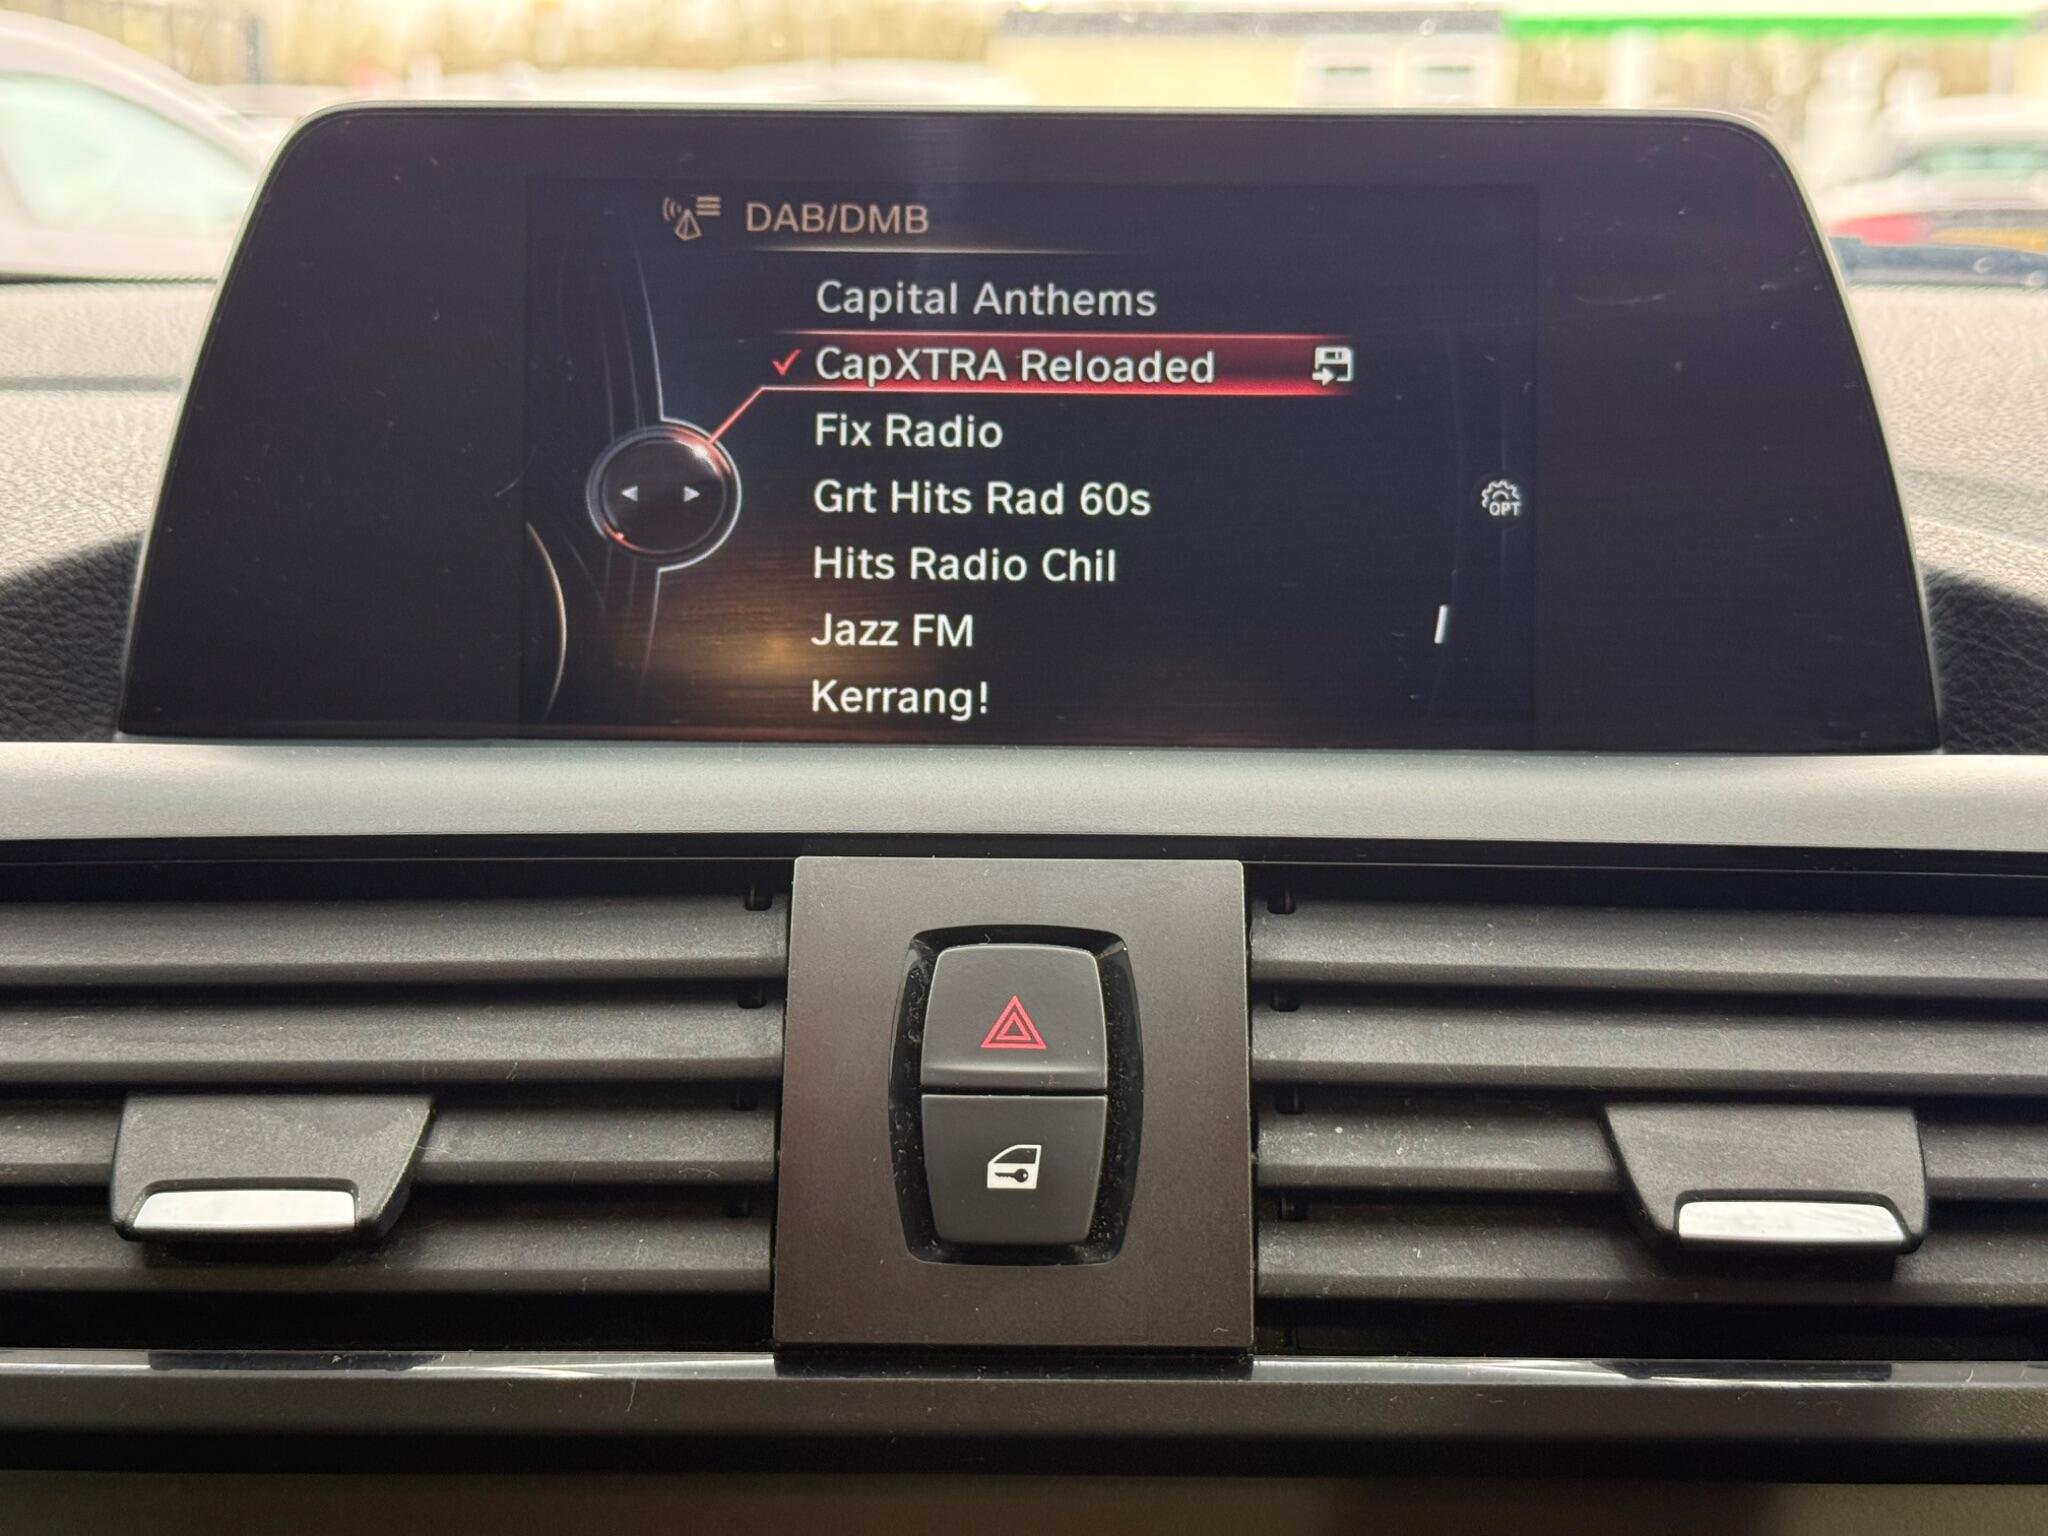 DAB/DMB
Capital Anthems
CapXTRA Reloaded
Fix Radio
Grt Hits Rad 60s
Hits Radio Chil
OPT
Jazz FM
Kerrang!